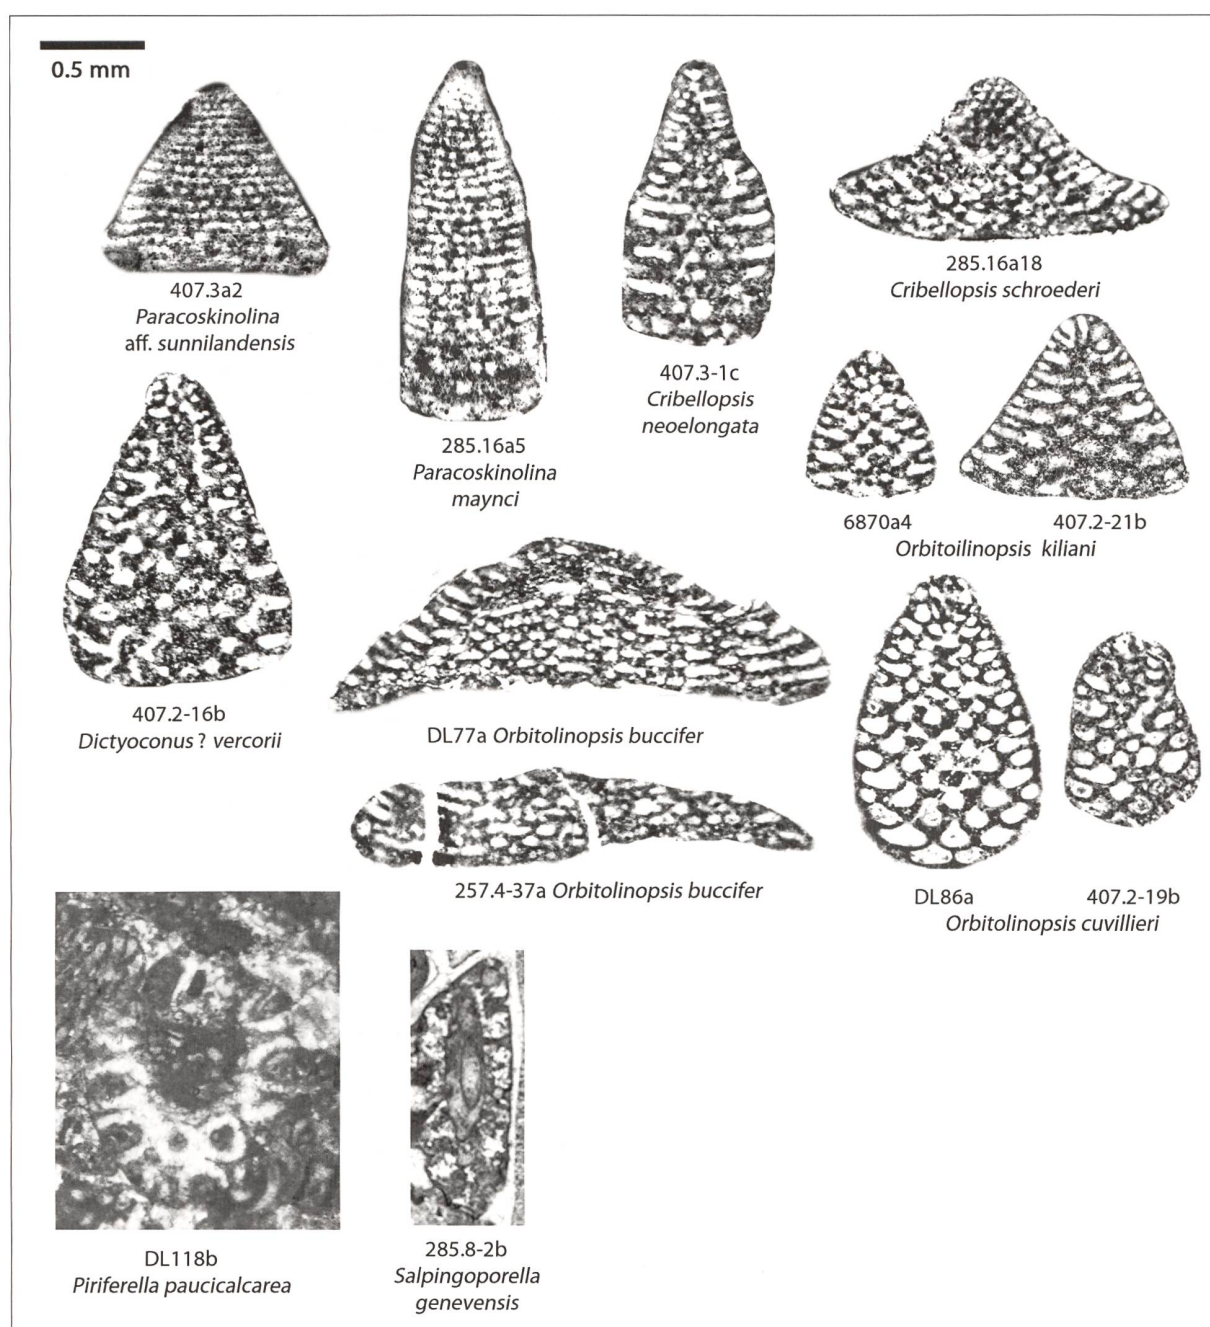 0.5 mm
407.3a2
Paracoskinolina
aff. sunnilandensis
285.16a5
Paracoskinolina
maynci
407.3-1c
Cribellopsis
neoelongata
285.16a18
Cribellopsis schroederi
6870a4 407.2-21b
Orbitoilinopsis kiliani
407.2-16b
Dictyoconus ? vercorii
DL77a Orbitolinopsis buccifer
257.4-37a Orbitolinopsis buccifer
DL86a 407.2-19b
Orbitolinopsis cuvillieri
DL118b
Piriferella paucicalcarea
285.8-2b
Salpingoporella
genevensis